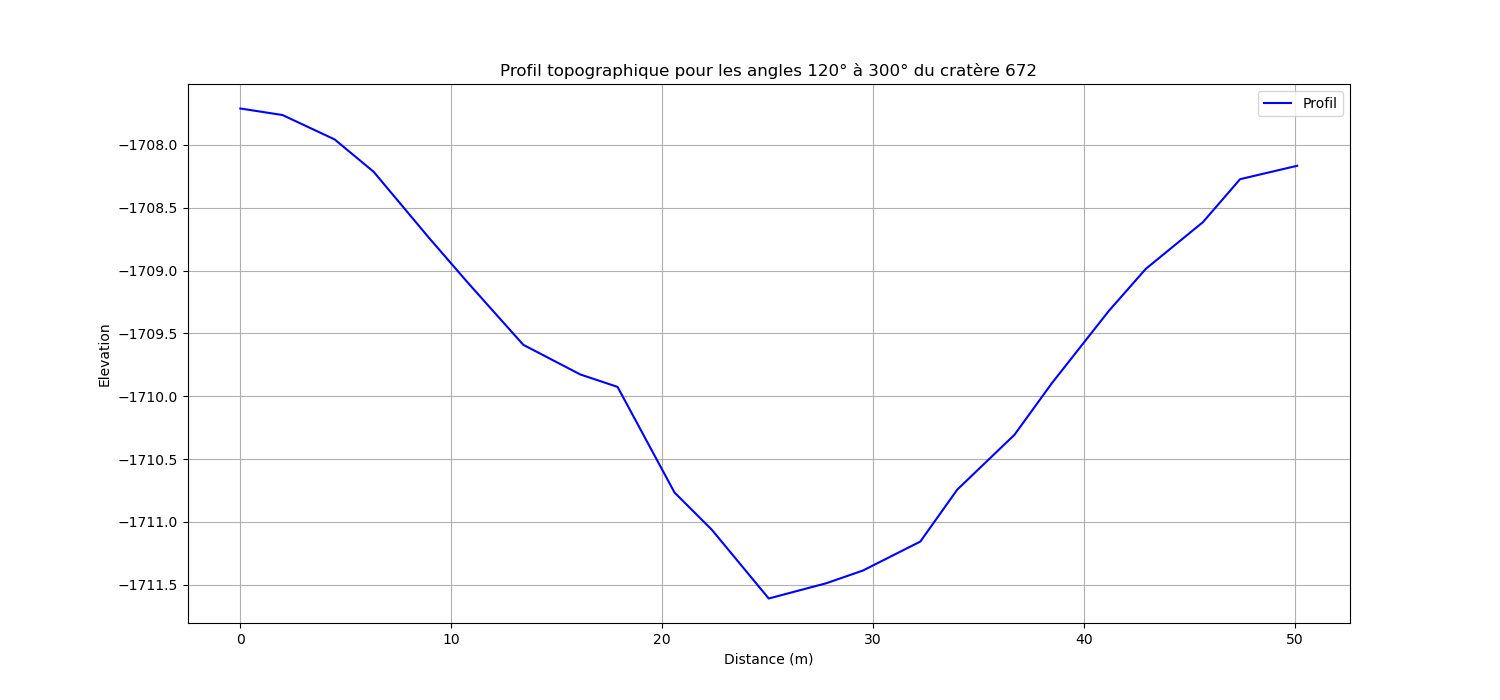 Profil topographique pour les angles 120° à 300° du cratère 672
Profil
−1708.0
−1708.5
−1709.0
−1709.5
−1710.0
−1710.5
−1711.0
−1711.5
Elevation
0 10 20 30 40 50
Distance (m)